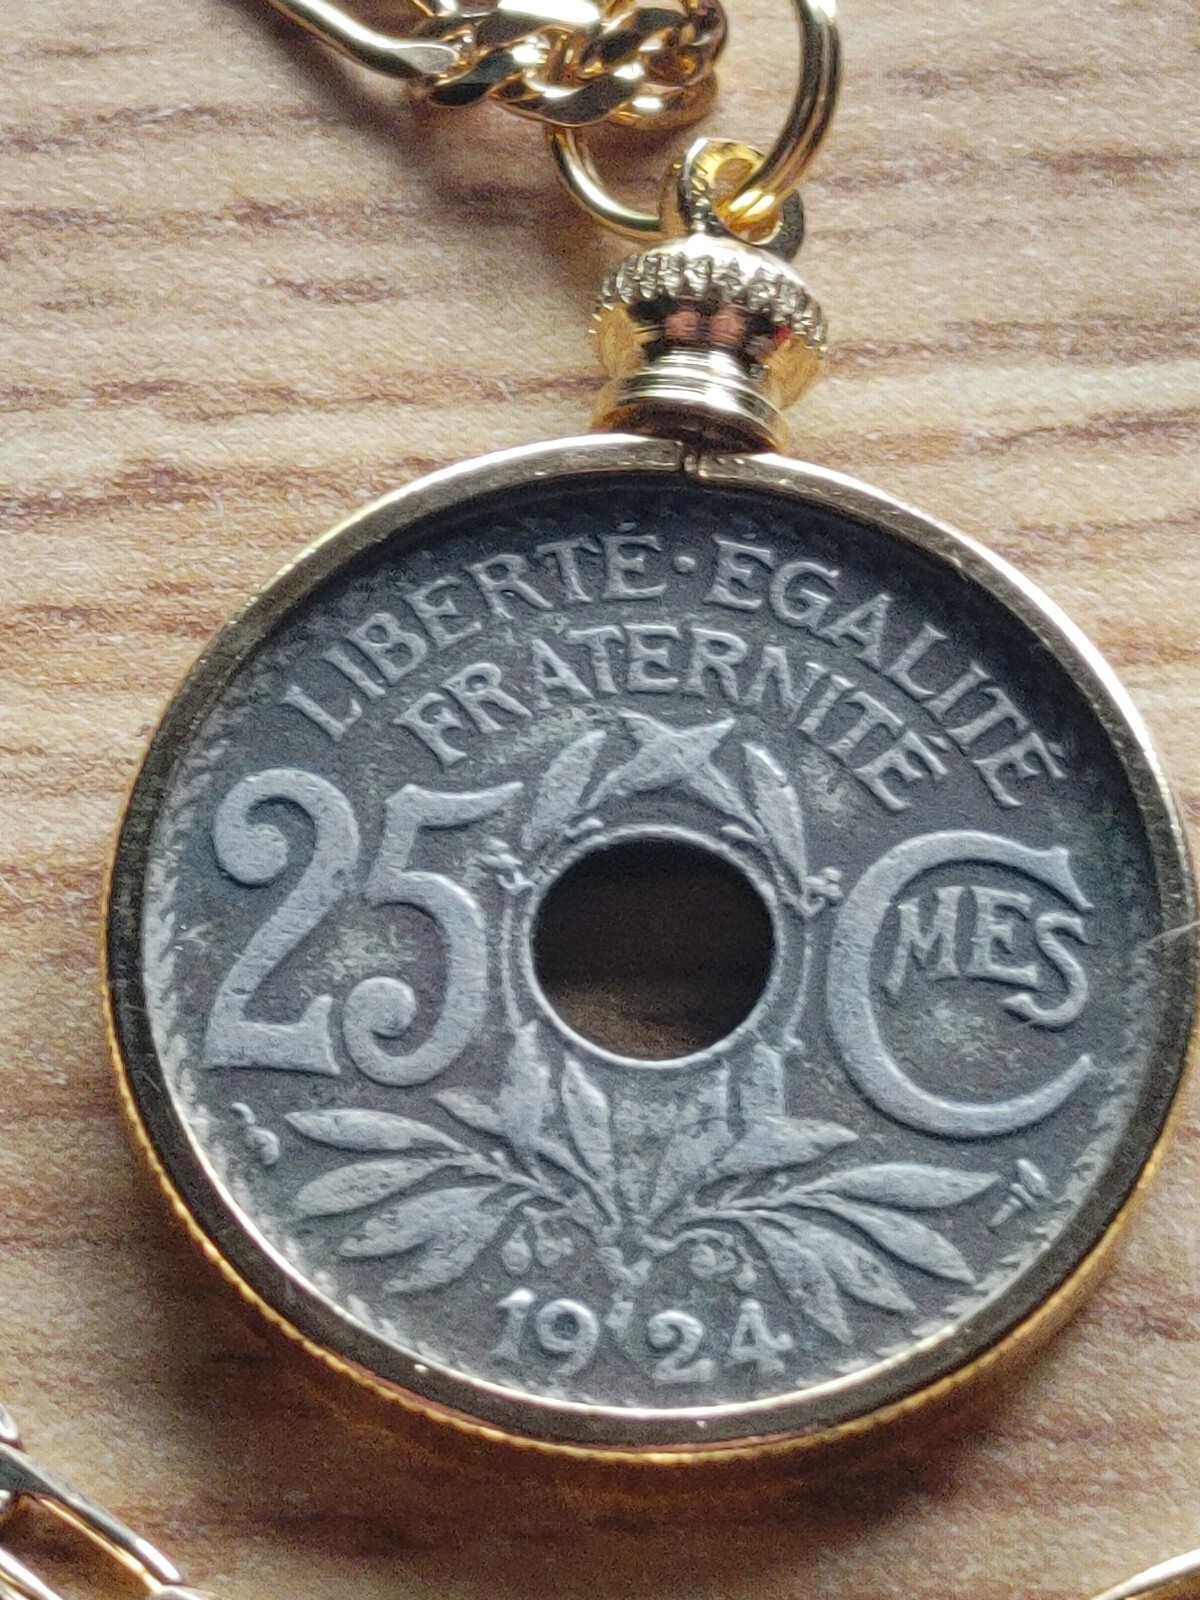 LIBERTÉ·ÉGALITÉ
FRATERNITÉ
25 CMES
1924